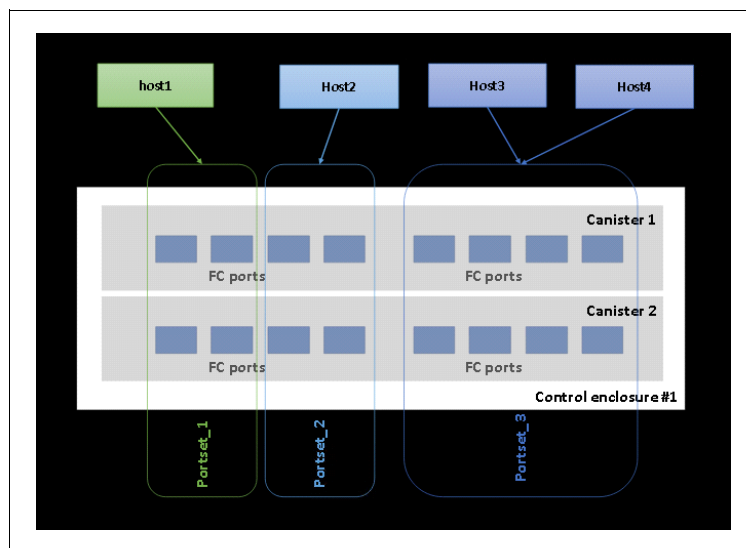 host1
Host2
Host3
Host4
Canister 1
FC ports
FC ports
Canister 2
FC ports
FC ports
Control enclosure #1
Portset_1
Portset_2
Portset_3